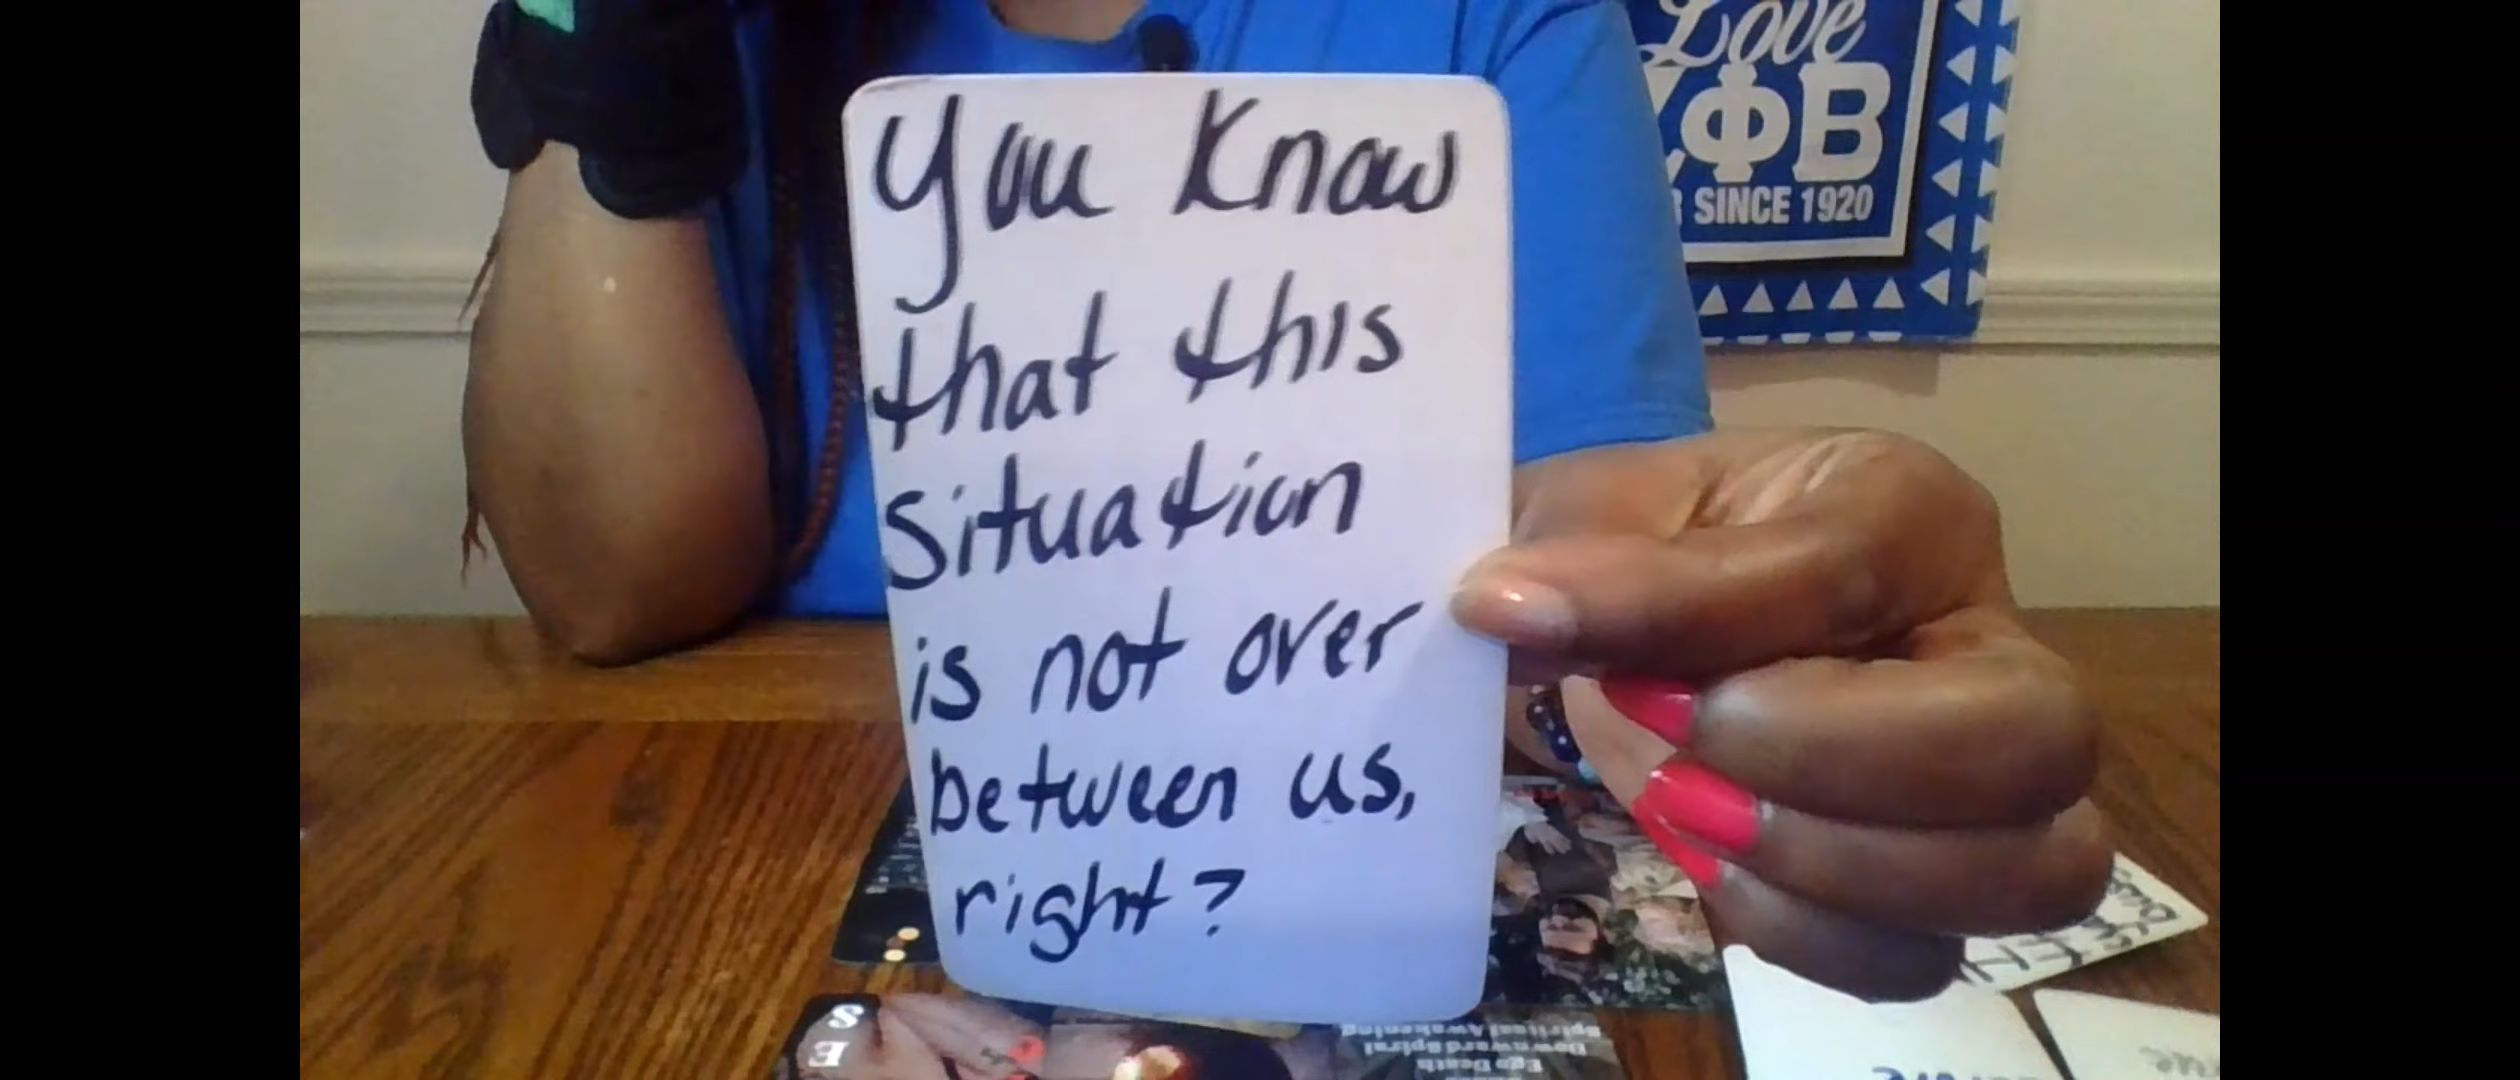 Love
ΦB
SINCE 1920
You Know
that this
situation
is not over
between us,
right?
S
E
Spiritual Awakening
Downward Spiral
Ego Death